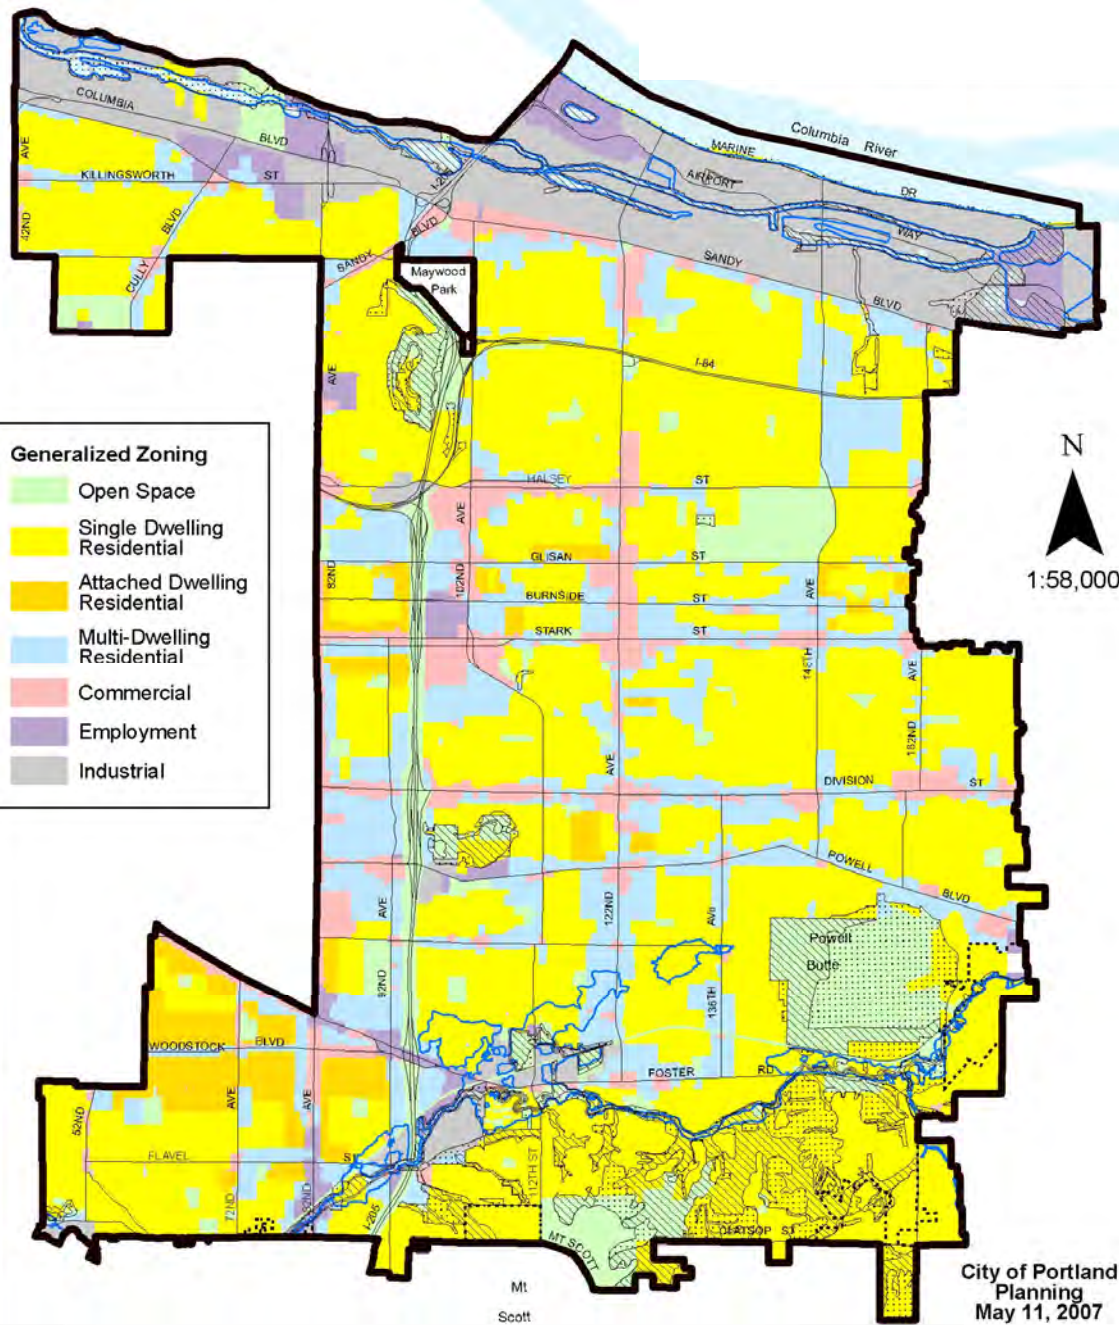 Columbia River
COLUMBIA
BLVD
MARINE
DR
AIRPORT
WAY
AVE
KILLINGSWORTH
ST
I-205
42ND
CULLY
BLVD
SANDY
BLVD
SANDY
BLVD
Maywood
Park
I-84
AVE
Generalized Zoning
Open Space
Single Dwelling
Residential
Attached Dwelling
Residential
Multi-Dwelling
Residential
Commercial
Employment
Industrial
N
1:58,000
HALSEY
ST
AVE
GLISAN
ST
82ND
102ND
BURNSIDE
ST
AVE
STARK
ST
148TH
AVE
182ND
AVE
DIVISION
ST
POWELL
BLVD
AVE
122ND
AVE
Powell
Butte
92ND
136TH
WOODSTOCK
BLVD
FOSTER
RD
52ND
AVE
AVE
FLAVEL
ST
112TH ST
72ND
82ND
I-205
MT SCOTT
CLATSOP ST
Mt
Scott
City of Portland
Planning
May 11, 2007